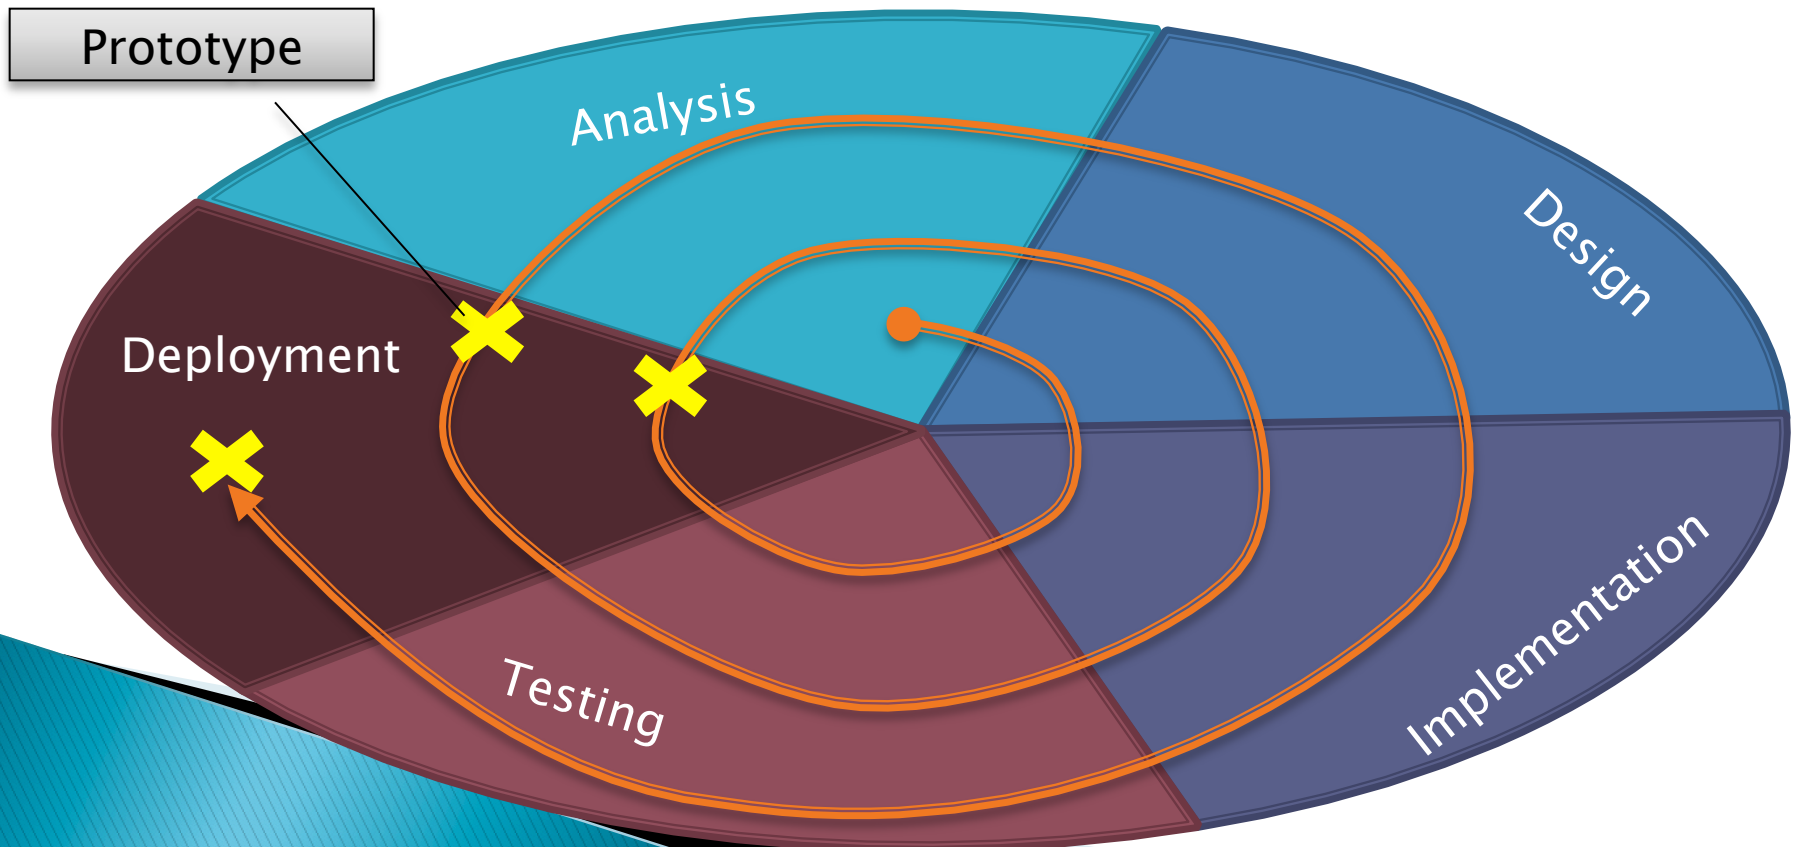 Prototype
Analysis
Design
Deployment
Implementation
Testing